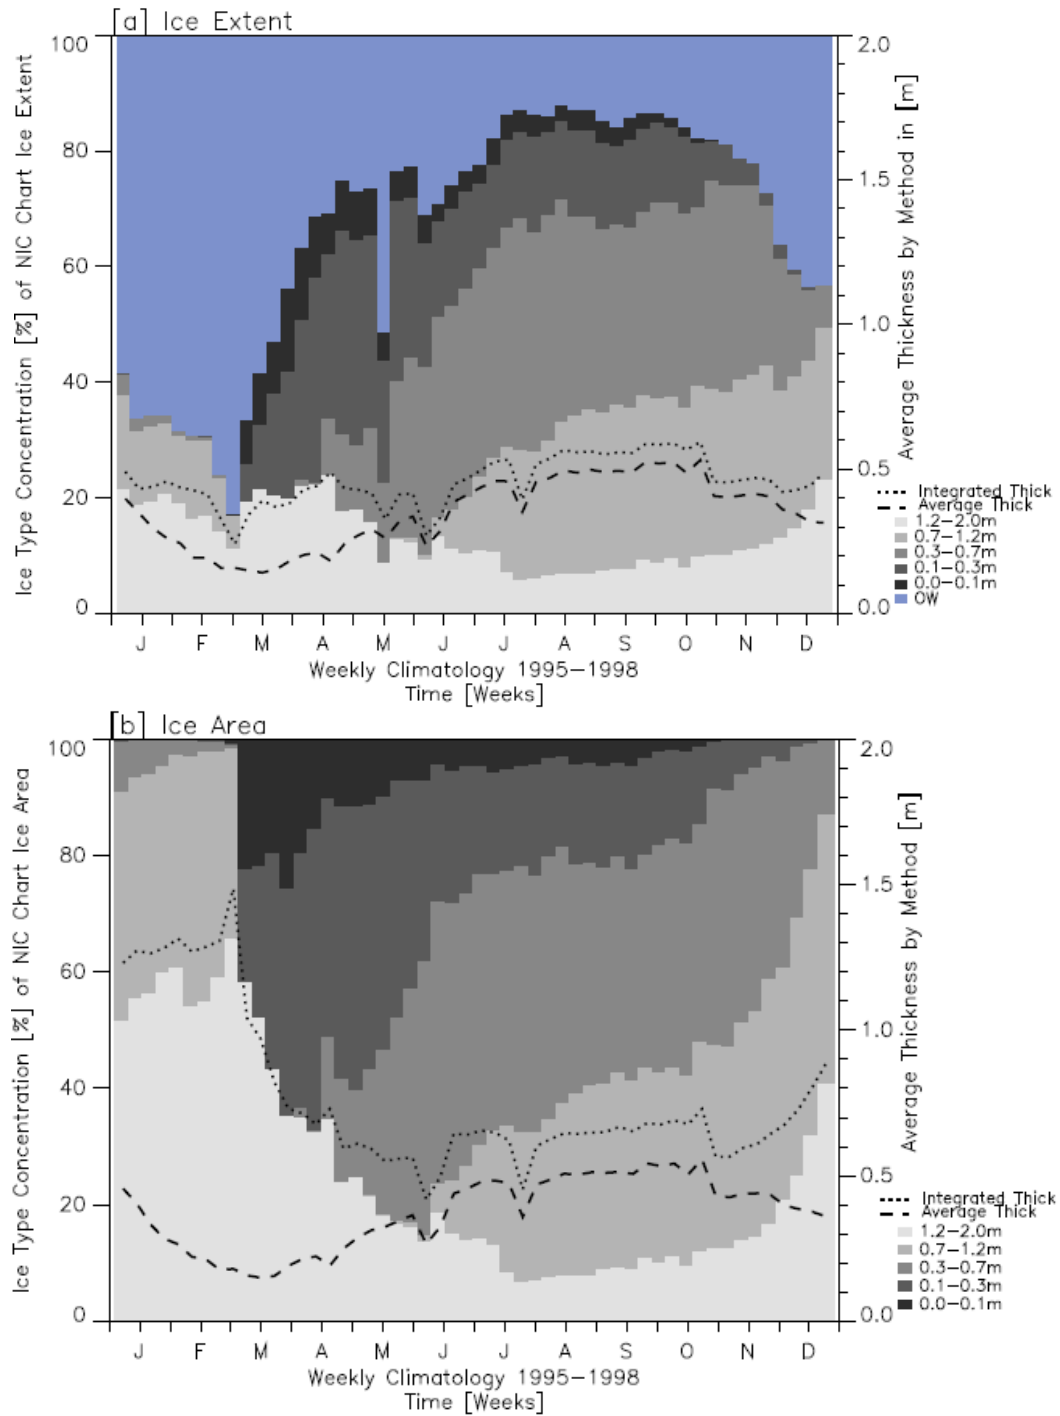 [a] Ice Extent
Ice Type Concentration [%] of NIC Chart Ice Extent
100
80
60
40
20
0
2.0
1.5
1.0
0.5
0.0
Average Thickness by Method in [m]
J F M A M J J A S O N D
Weekly Climatology 1995-1998
Time [Weeks]
Integrated Thick
Average Thick
1.2-2.0m
0.7-1.2m
0.3-0.7m
0.1-0.3m
0.0-0.1m
OW
[b] Ice Area
Ice Type Concentration [%] of NIC Chart Ice Area
100
80
60
40
20
0
2.0
1.5
1.0
0.5
0.0
Average Thickness by Method [m]
J F M A M J J A S O N D
Weekly Climatology 1995-1998
Time [Weeks]
Integrated Thick
Average Thick
1.2-2.0m
0.7-1.2m
0.3-0.7m
0.1-0.3m
0.0-0.1m